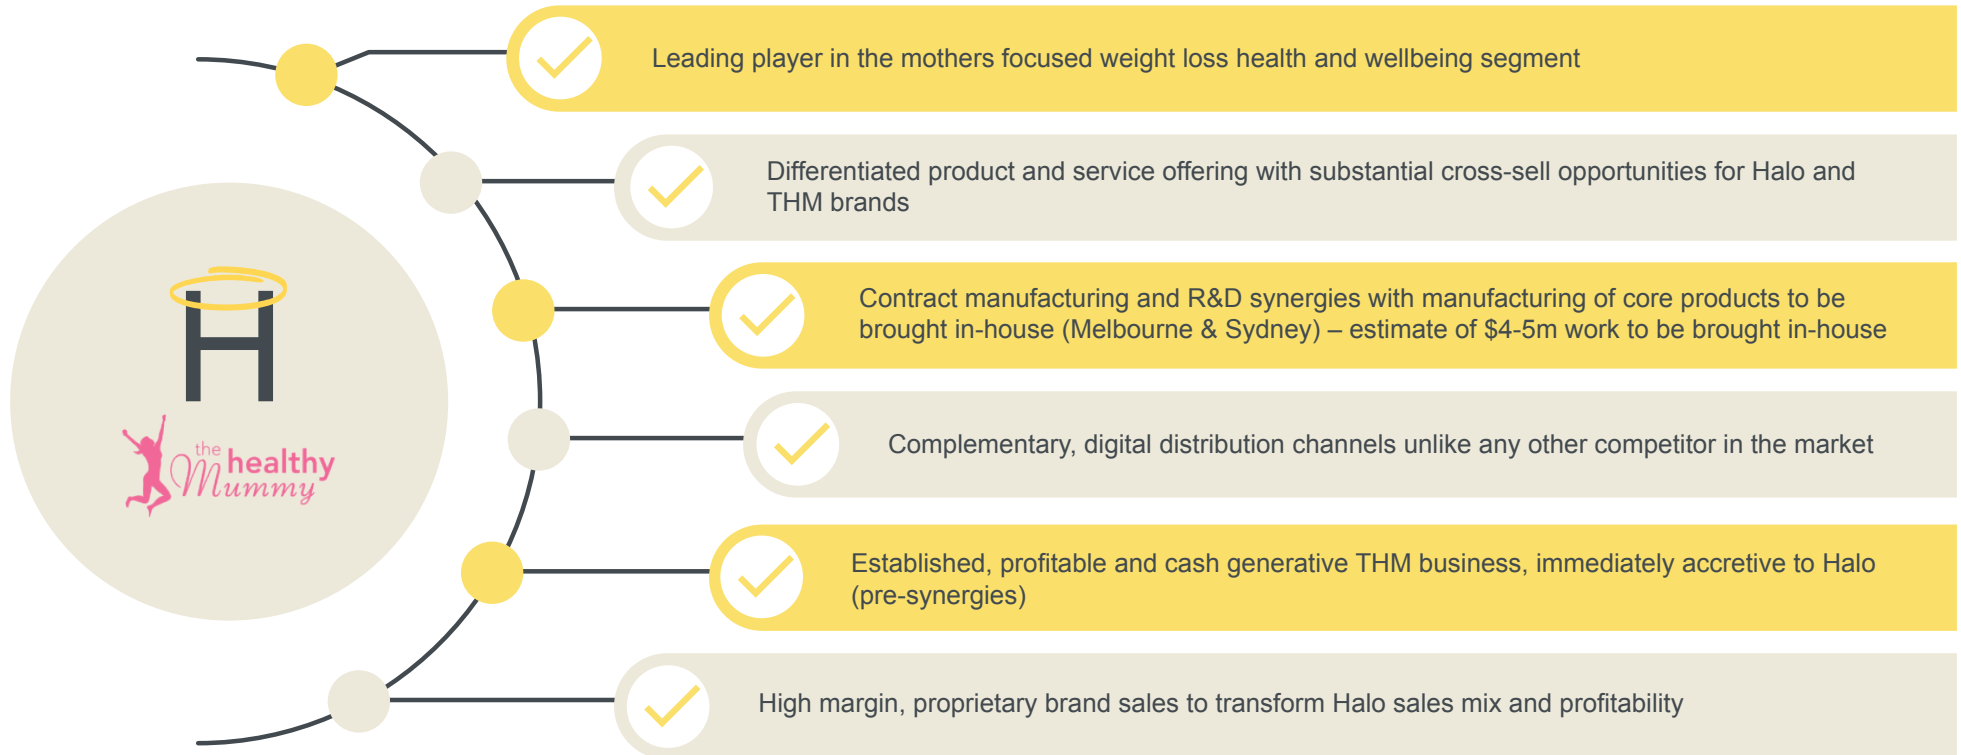 Leading player in the mothers focused weight loss health and wellbeing segment
Differentiated product and service offering with substantial cross-sell opportunities for Halo and
THM brands
Contract manufacturing and R&D synergies with manufacturing of core products to be
brought in-house (Melbourne & Sydney) – estimate of $4-5m work to be brought in-house
H
the
healthy
Mummy
Complementary, digital distribution channels unlike any other competitor in the market
Established, profitable and cash generative THM business, immediately accretive to Halo
(pre-synergies)
High margin, proprietary brand sales to transform Halo sales mix and profitability